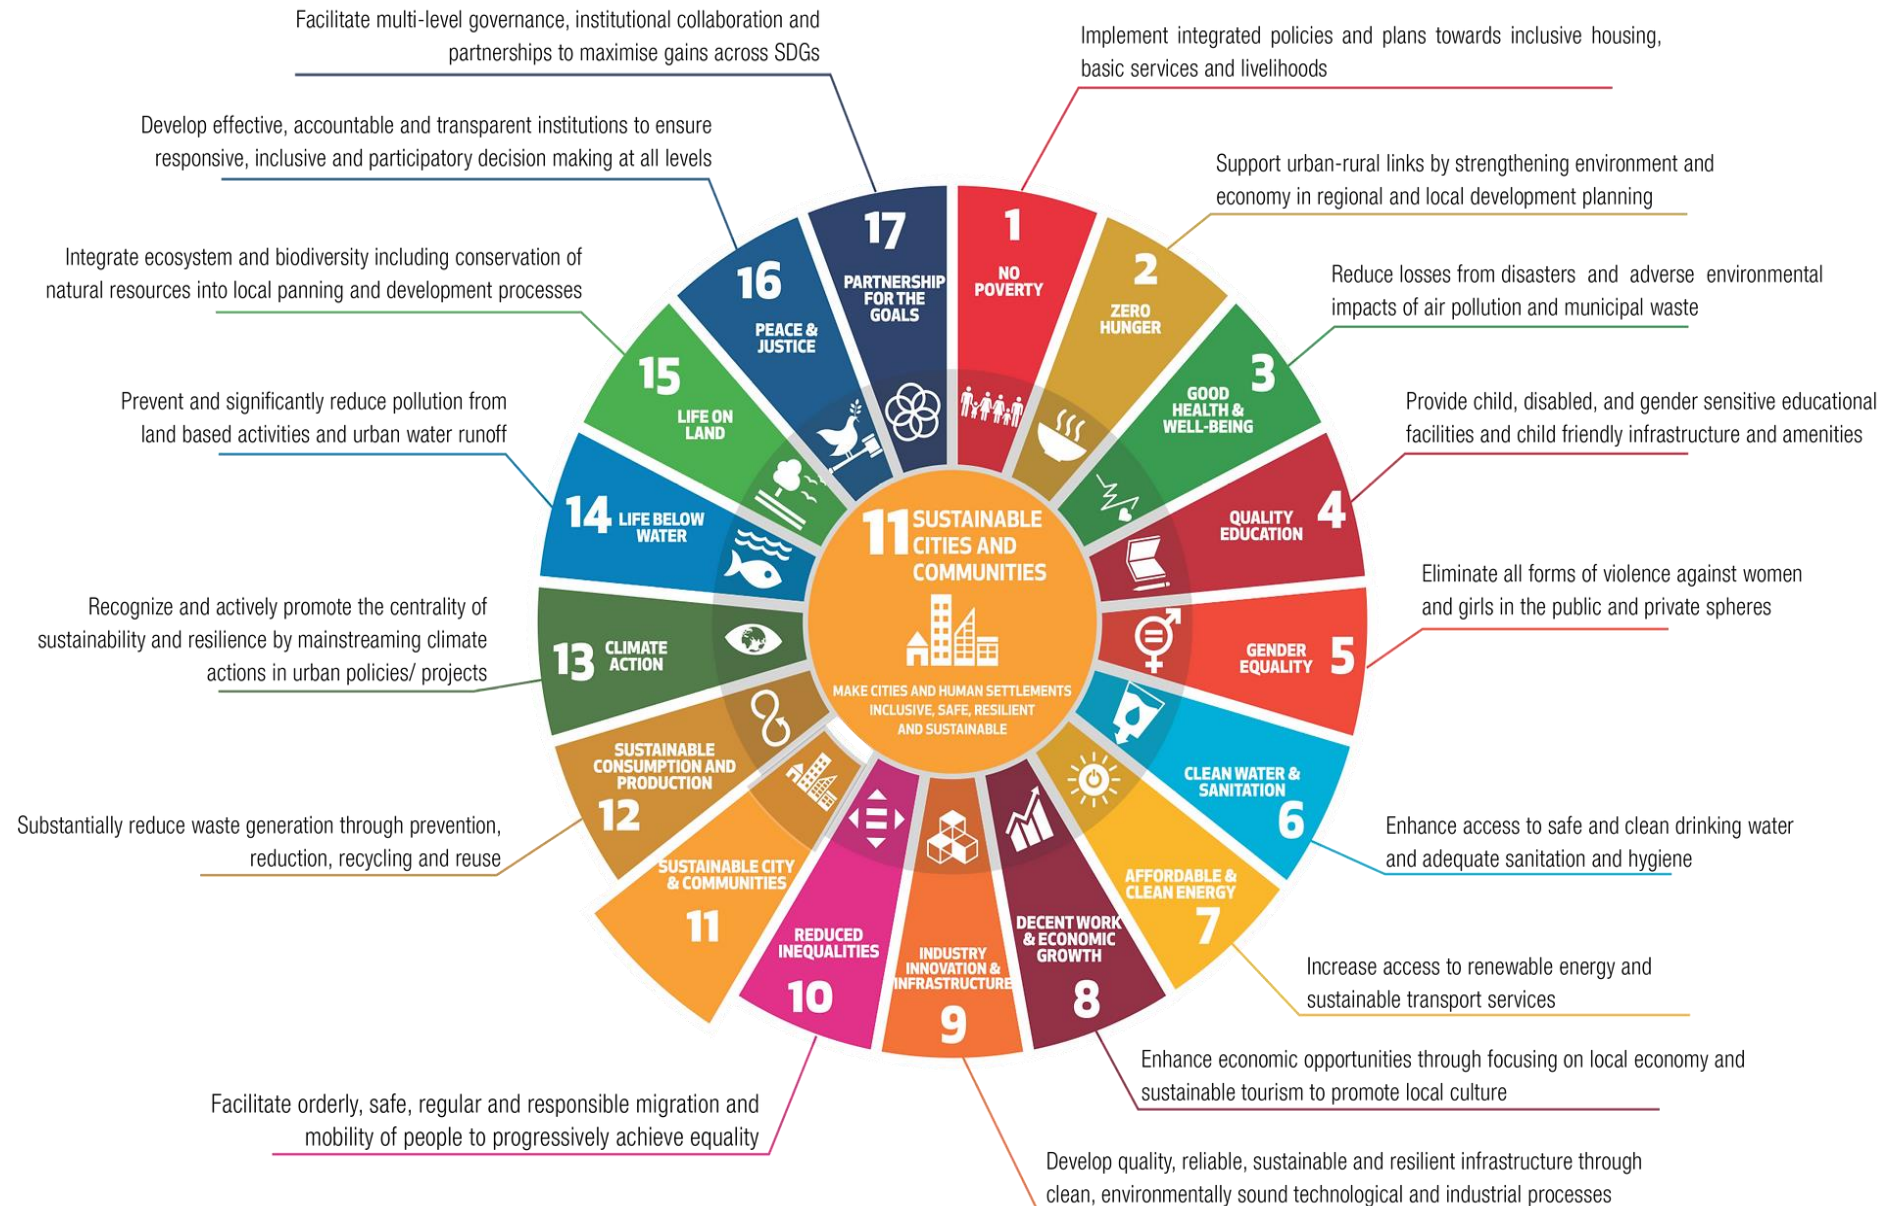 Facilitate multi-level governance, institutional collaboration and
partnerships to maximise gains across SDGs
Implement integrated policies and plans towards inclusive housing,
basic services and livelihoods
Develop effective, accountable and transparent institutions to ensure
responsive, inclusive and participatory decision making at all levels
Support urban-rural links by strengthening environment and
economy in regional and local development planning
Integrate ecosystem and biodiversity including conservation of
natural resources into local panning and development processes
Reduce losses from disasters and adverse environmental
impacts of air pollution and municipal waste
Prevent and significantly reduce pollution from
land based activities and urban water runoff
Provide child, disabled, and gender sensitive educational
facilities and child friendly infrastructure and amenities
Recognize and actively promote the centrality of
sustainability and resilience by mainstreaming climate
actions in urban policies/ projects
Eliminate all forms of violence against women
and girls in the public and private spheres
Substantially reduce waste generation through prevention,
reduction, recycling and reuse
Enhance access to safe and clean drinking water
and adequate sanitation and hygiene
Increase access to renewable energy and
sustainable transport services
Enhance economic opportunities through focusing on local economy and
sustainable tourism to promote local culture
Facilitate orderly, safe, regular and responsible migration and
mobility of people to progressively achieve equality
Develop quality, reliable, sustainable and resilient infrastructure through
clean, environmentally sound technological and industrial processes
1
NO
POVERTY
2
ZERO
HUNGER
3
GOOD
HEALTH &
WELL-BEING
4
QUALITY
EDUCATION
5
GENDER
EQUALITY
6
CLEAN WATER &
SANITATION
7
AFFORDABLE &
CLEAN ENERGY
8
DECENT WORK
& ECONOMIC
GROWTH
9
INDUSTRY
INNOVATION &
INFRASTRUCTURE
10
REDUCED
INEQUALITIES
11
SUSTAINABLE CITY
& COMMUNITIES
12
SUSTAINABLE
CONSUMPTION AND
PRODUCTION
13
CLIMATE
ACTION
14
LIFE BELOW
WATER
15
LIFE ON
LAND
16
PEACE &
JUSTICE
17
PARTNERSHIP
FOR THE
GOALS
11 SUSTAINABLE
CITIES AND
COMMUNITIES
MAKE CITIES AND HUMAN SETTLEMENTS
INCLUSIVE, SAFE, RESILIENT
AND SUSTAINABLE